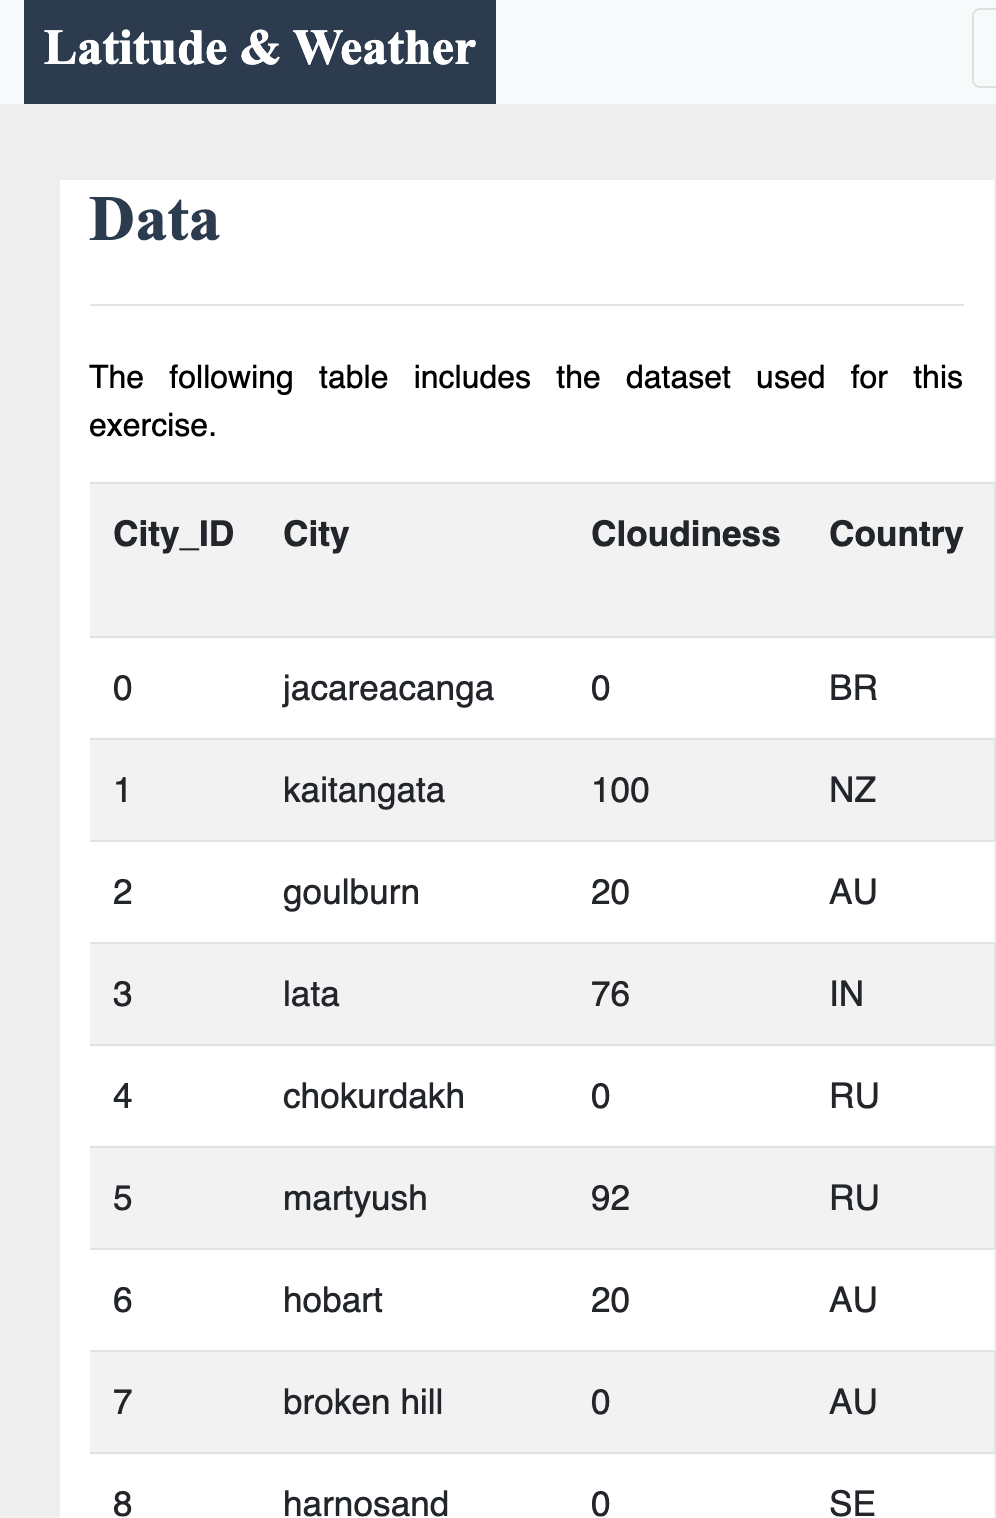 Latitude & Weather
Data
The following table includes the dataset used for this
exercise.
City_ID City Cloudiness Country
0 jacareacanga 0 BR
1 kaitangata 100 NZ
2 goulburn 20 AU
3 lata 76 IN
4 chokurdakh 0 RU
5 martyush 92 RU
6 hobart 20 AU
7 broken hill 0 AU
8 harnosand 0 SE